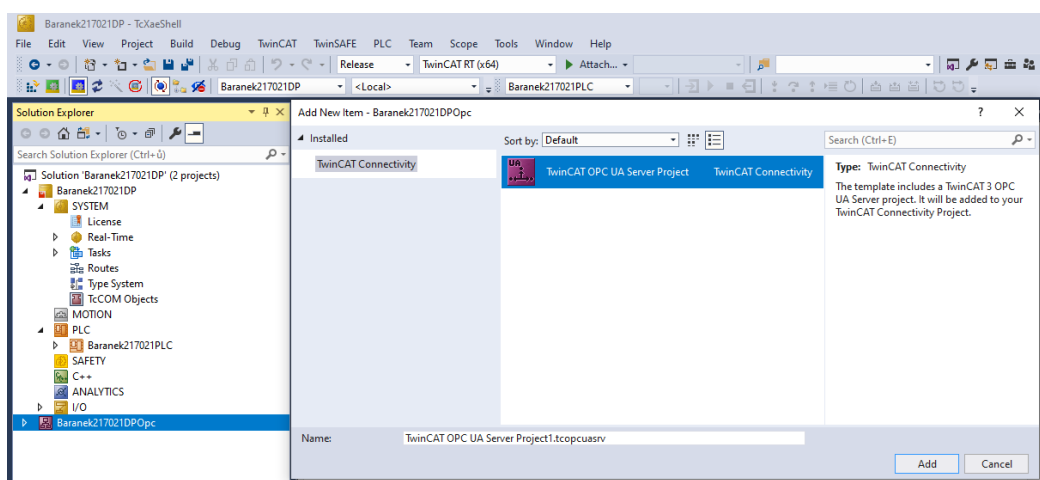 Baranek217021DP - TcXaeShell
File Edit View Project Build Debug TwinCAT TwinSAFE PLC Team Scope Tools Window Help
Release TwinCAT RT (x64) Attach...
Baranek217021DP <Local> Baranek217021PLC
Solution Explorer
Search Solution Explorer (Ctrl+ů)
Solution 'Baranek217021DP' (2 projects)
Baranek217021DP
SYSTEM
License
Real-Time
Tasks
Routes
Type System
TcCOM Objects
MOTION
PLC
Baranek217021PLC
SAFETY
C++
ANALYTICS
I/O
Baranek217021DPOpc
Add New Item - Baranek217021DPOpc ? ×
Installed
TwinCAT Connectivity
Sort by: Default
Search (Ctrl+E)
UA
TwinCAT OPC UA Server Project TwinCAT Connectivity
Type: TwinCAT Connectivity
The template includes a TwinCAT 3 OPC
UA Server project. It will be added to your
TwinCAT Connectivity Project.
Name: TwinCAT OPC UA Server Project1.tcopcuasrv
Add Cancel